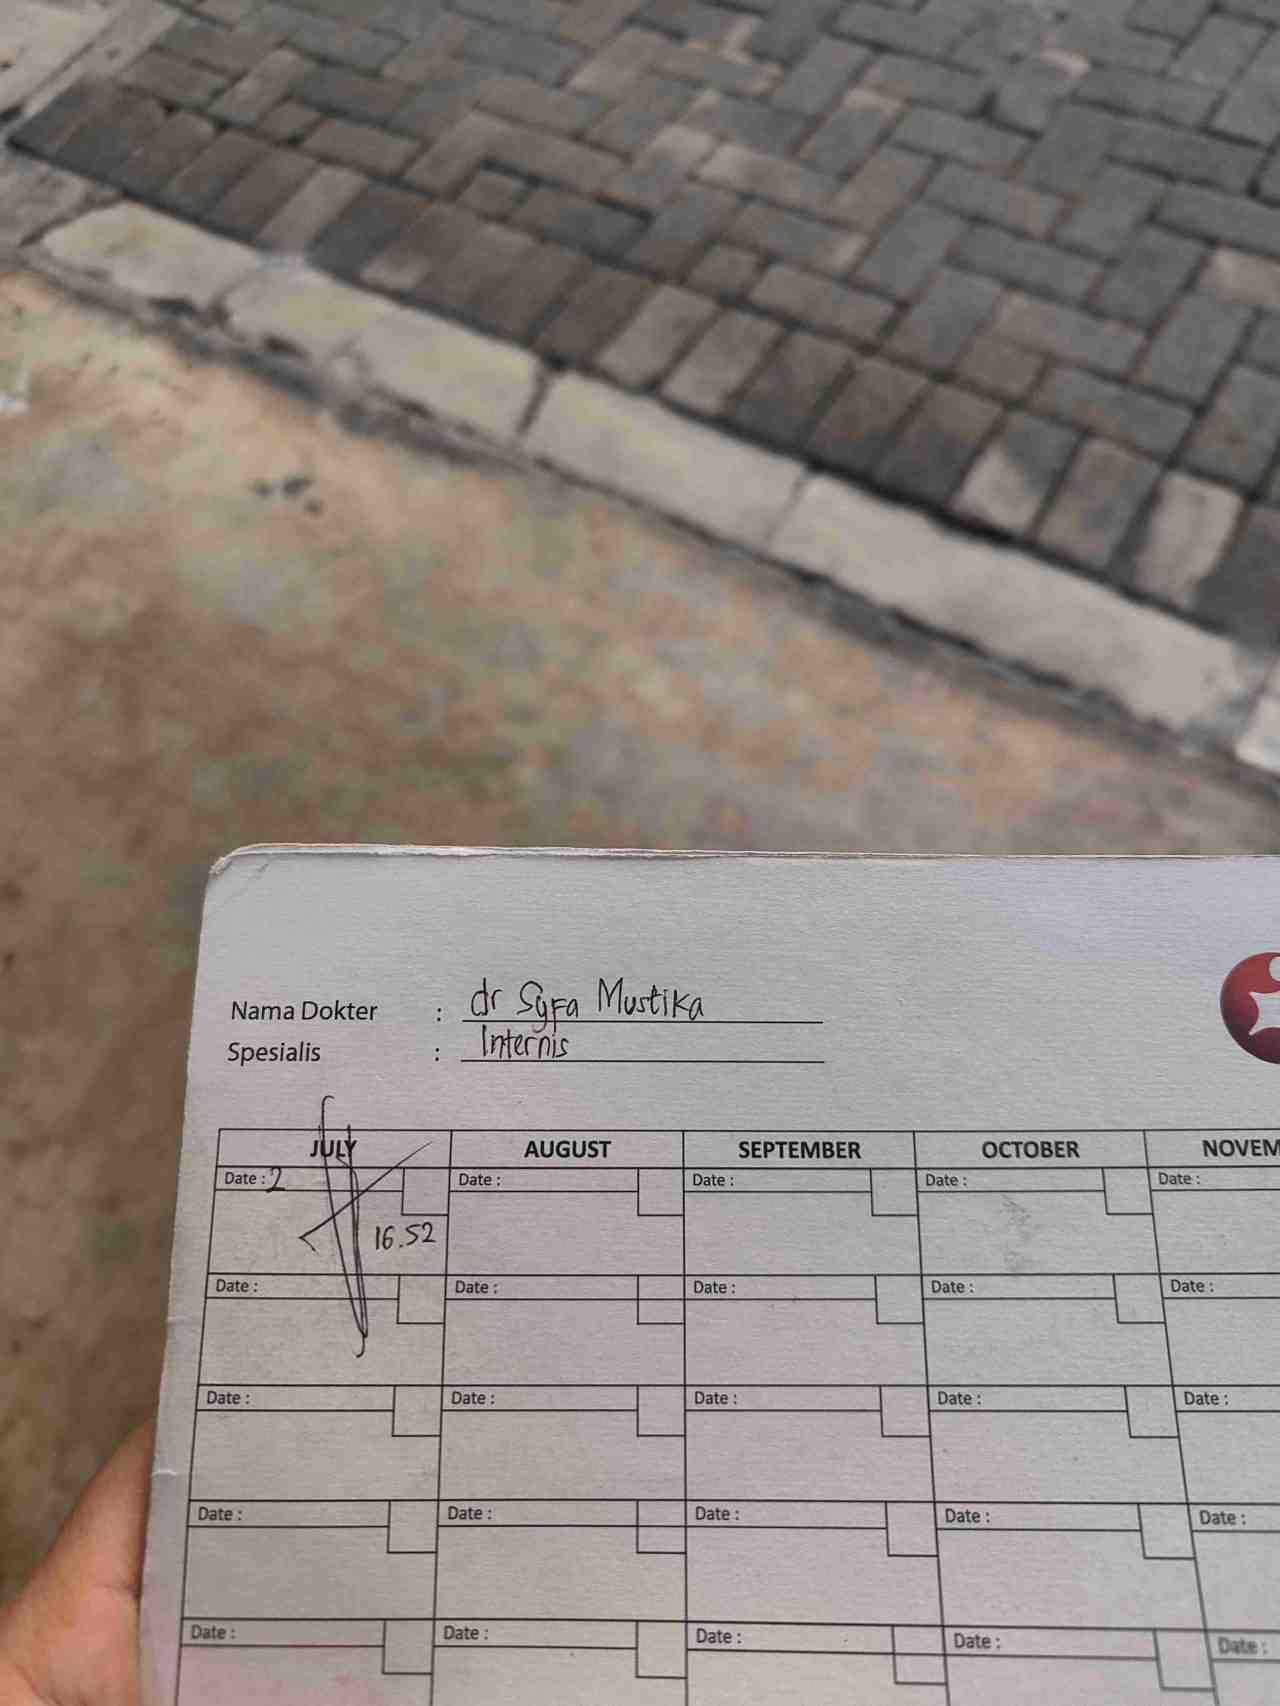 Nama Dokter : dr Syfa Mustika
Spesialis : Internis
JULY AUGUST SEPTEMBER OCTOBER NOVEM
Date : 2 Date : Date : Date : Date :
16.52
Date : Date : Date : Date : Date :
Date : Date : Date : Date : Date :
Date : Date : Date : Date : Date :
Date : Date : Date : Date : Date :